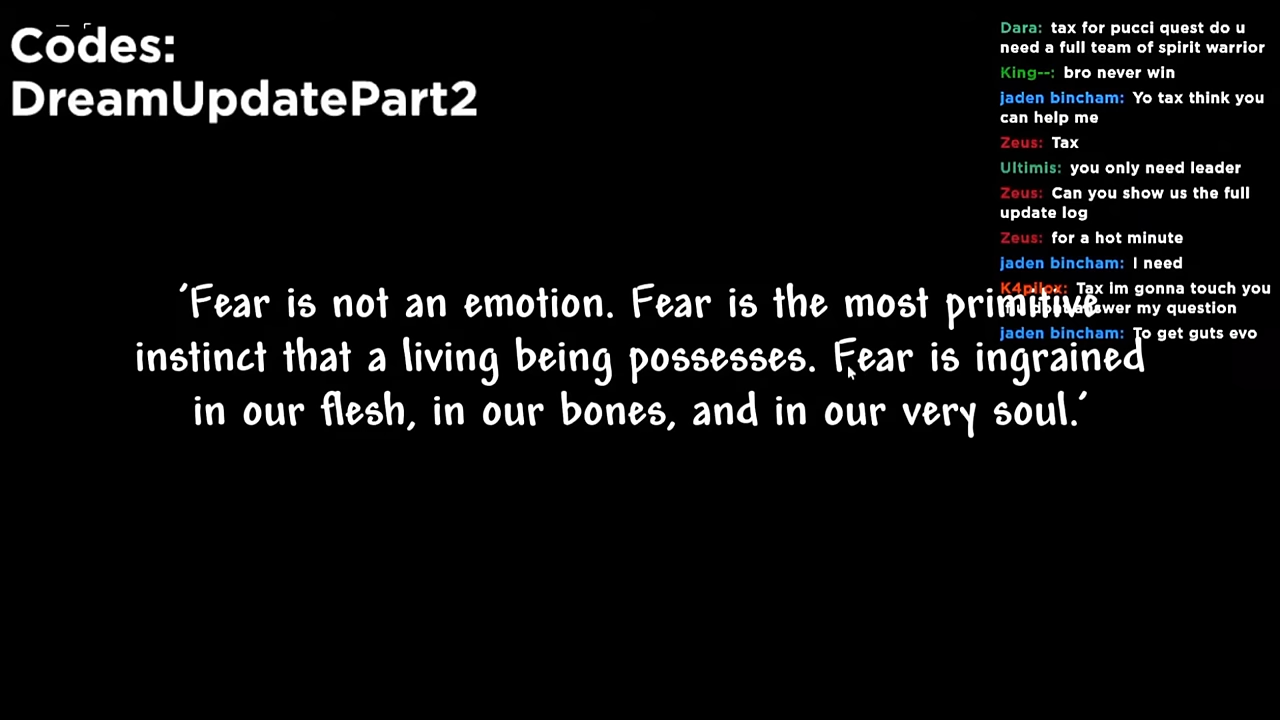 Codes:
DreamUpdatePart2
Dara: tax for pucci quest do u
need a full team of spirit warrior
King--: bro never win
jaden bincham: Yo tax think you
can help me
Zeus: Tax
Ultimis: you only need leader
Zeus: Can you show us the full
update log
Zeus: for a hot minute
jaden bincham: I need
K4pilox: Tax im gonna touch you
answer my question
jaden bincham: To get guts evo
'Fear is not an emotion. Fear is the most primitive
instinct that a living being possesses. Fear is ingrained
in our flesh, in our bones, and in our very soul.'